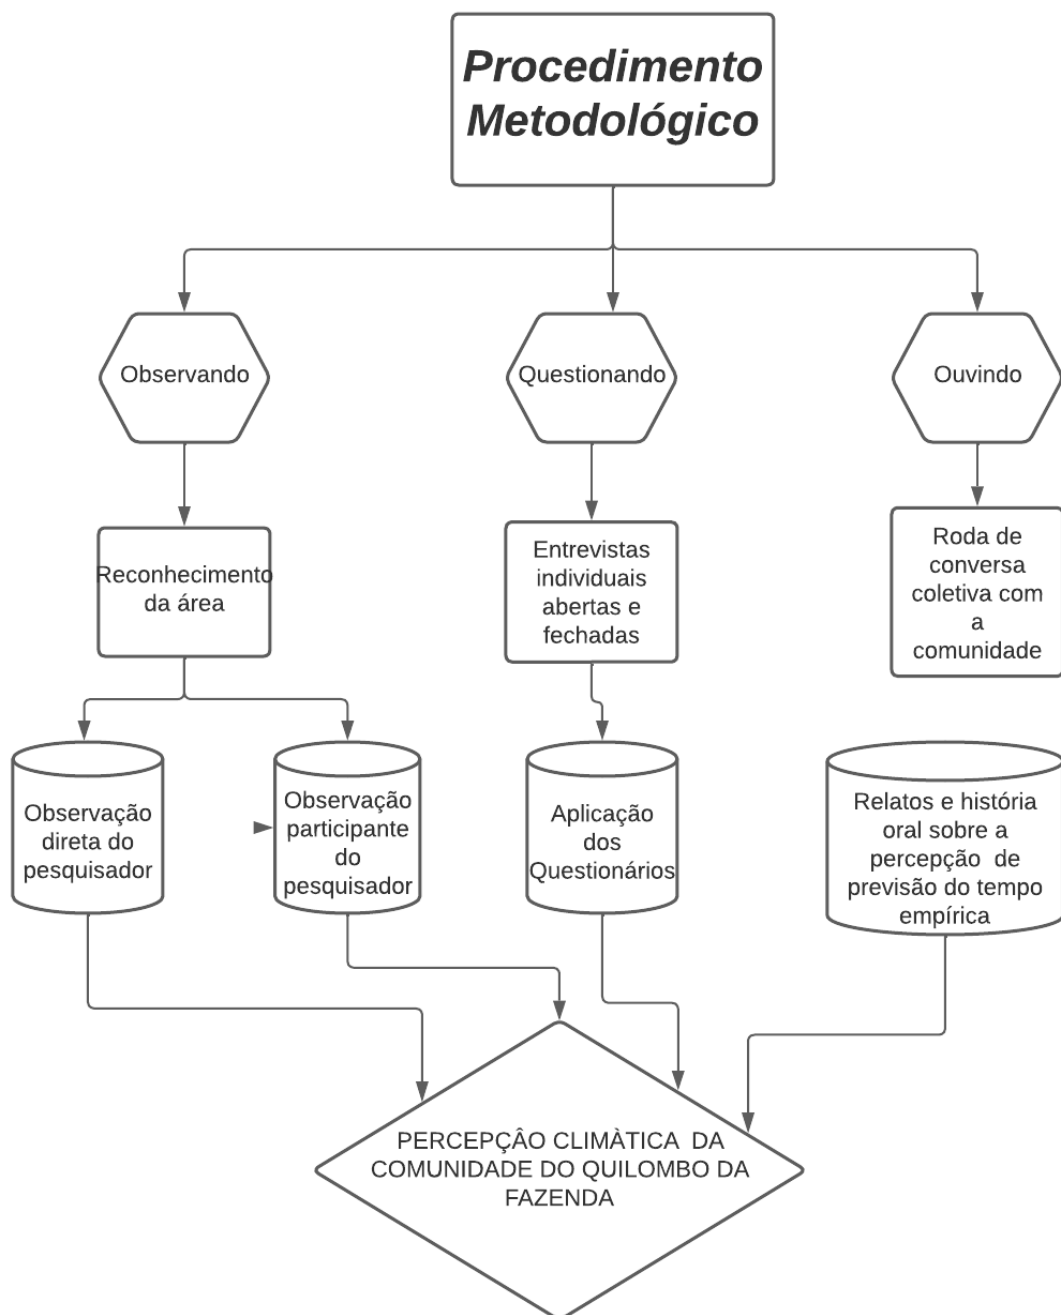 Procedimento
Metodológico
Observando
Questionando
Ouvindo
Reconhecimento
da área
Entrevistas
individuais
abertas e
fechadas
Roda de
conversa
coletiva com
a
comunidade
Observação
direta do
pesquisador
Observação
participante
do
pesquisador
Aplicação
dos
Questionários
Relatos e história
oral sobre a
percepção de
previsão do tempo
empírica
PERCEPÇÂO CLIMÀTICA DA
COMUNIDADE DO QUILOMBO DA
FAZENDA